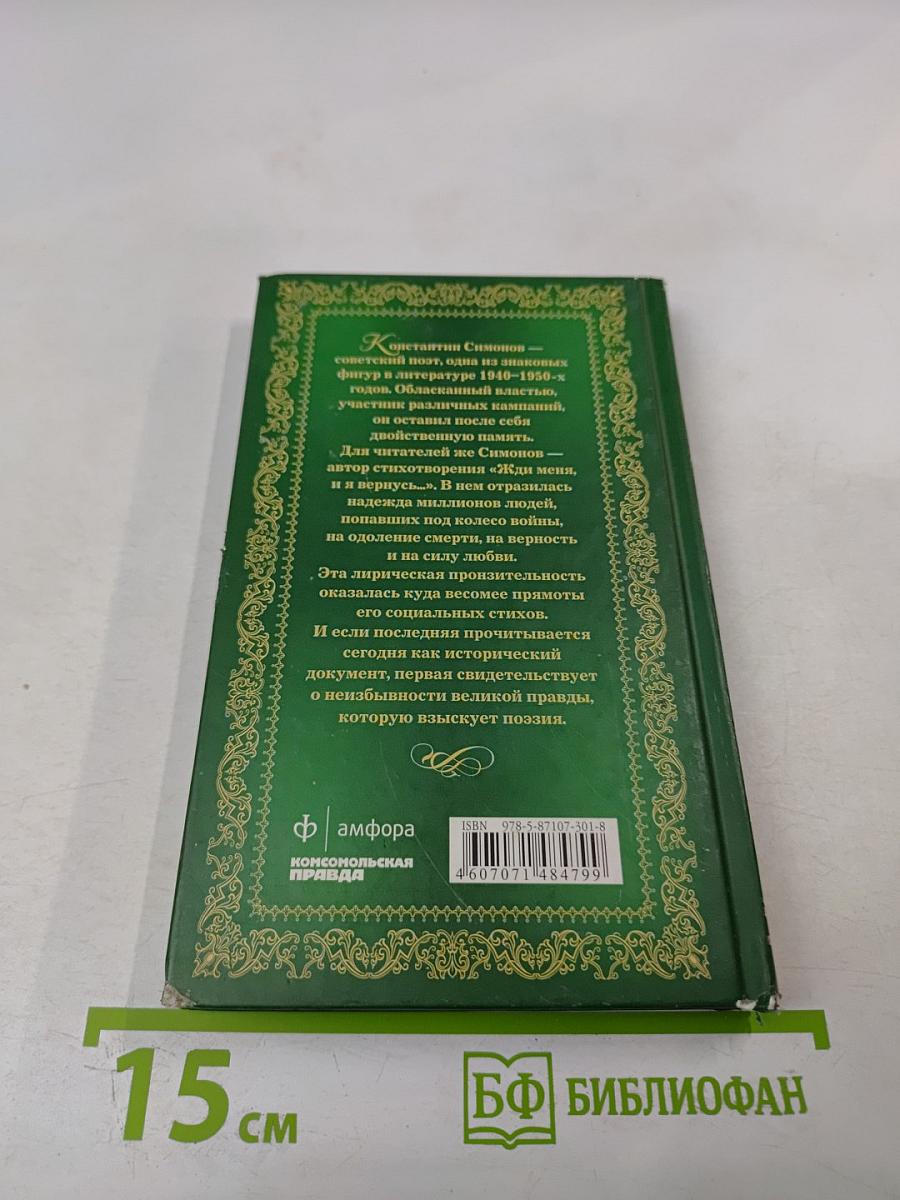 Константин Симонов —
советский поэт, одна из знаковых
фигур в литературе 1940–1950-х
годов. Обласканный властью,
участник различных кампаний,
он оставил после себя
двойственную память.
Для читателей же Симонов —
автор стихотворения «Жди меня,
и я вернусь...». В нем отразилась
надежда миллионов людей,
попавших под колесо войны,
на одоление смерти, на верность
и на силу любви.
Эта лирическая пронзительность
оказалась куда весомее прямоты
его социальных стихов.
И если последняя прочитывается
сегодня как исторический
документ, первая свидетельствует
о неизбывности великой правды,
которую взыскует поэзия.
ф | амфора
КОМСОМОЛЬСКАЯ
ПРАВДА
ISBN 978-5-87107-301-8
4 607071 484799
15 см
БФ БИБЛИОФАН